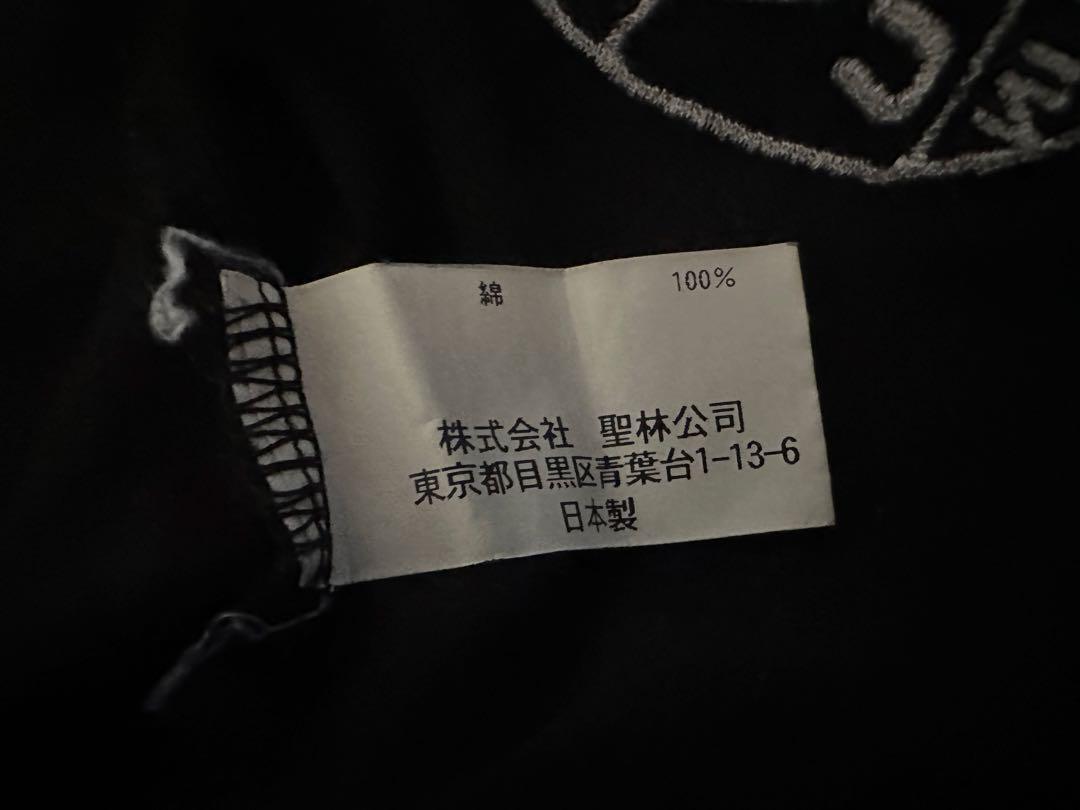 綿 100%
株式会社 聖林公司
東京都目黒区青葉台1-13-6
日本製